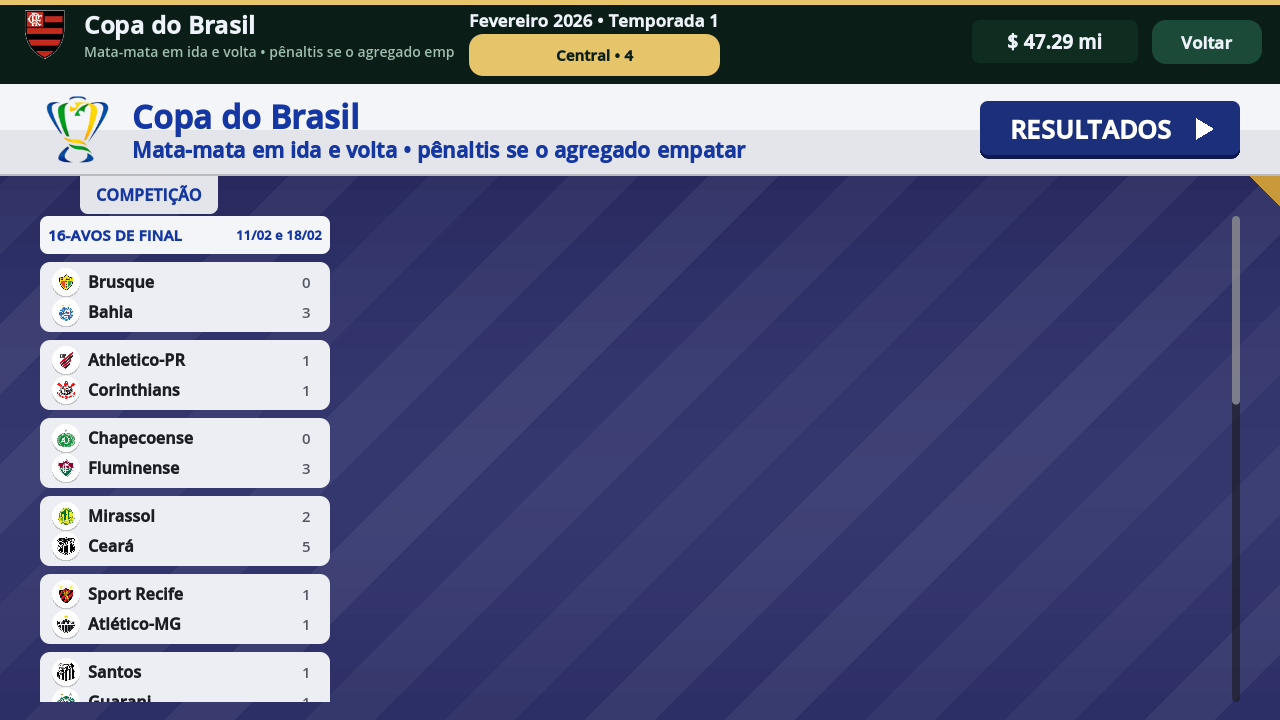 Copa do Brasil
Mata-mata em ida e volta • pênaltis se o agregado emp
Fevereiro 2026 • Temporada 1
Central • 4
$ 47.29 mi
Voltar
Copa do Brasil
Mata-mata em ida e volta • pênaltis se o agregado empatar
RESULTADOS
COMPETIÇÃO
16-AVOS DE FINAL 11/02 e 18/02
Brusque 0
Bahia 3
Athletico-PR 1
Corinthians 1
Chapecoense 0
Fluminense 3
Mirassol 2
Ceará 5
Sport Recife 1
Atlético-MG 1
Santos 1
Guarani 1